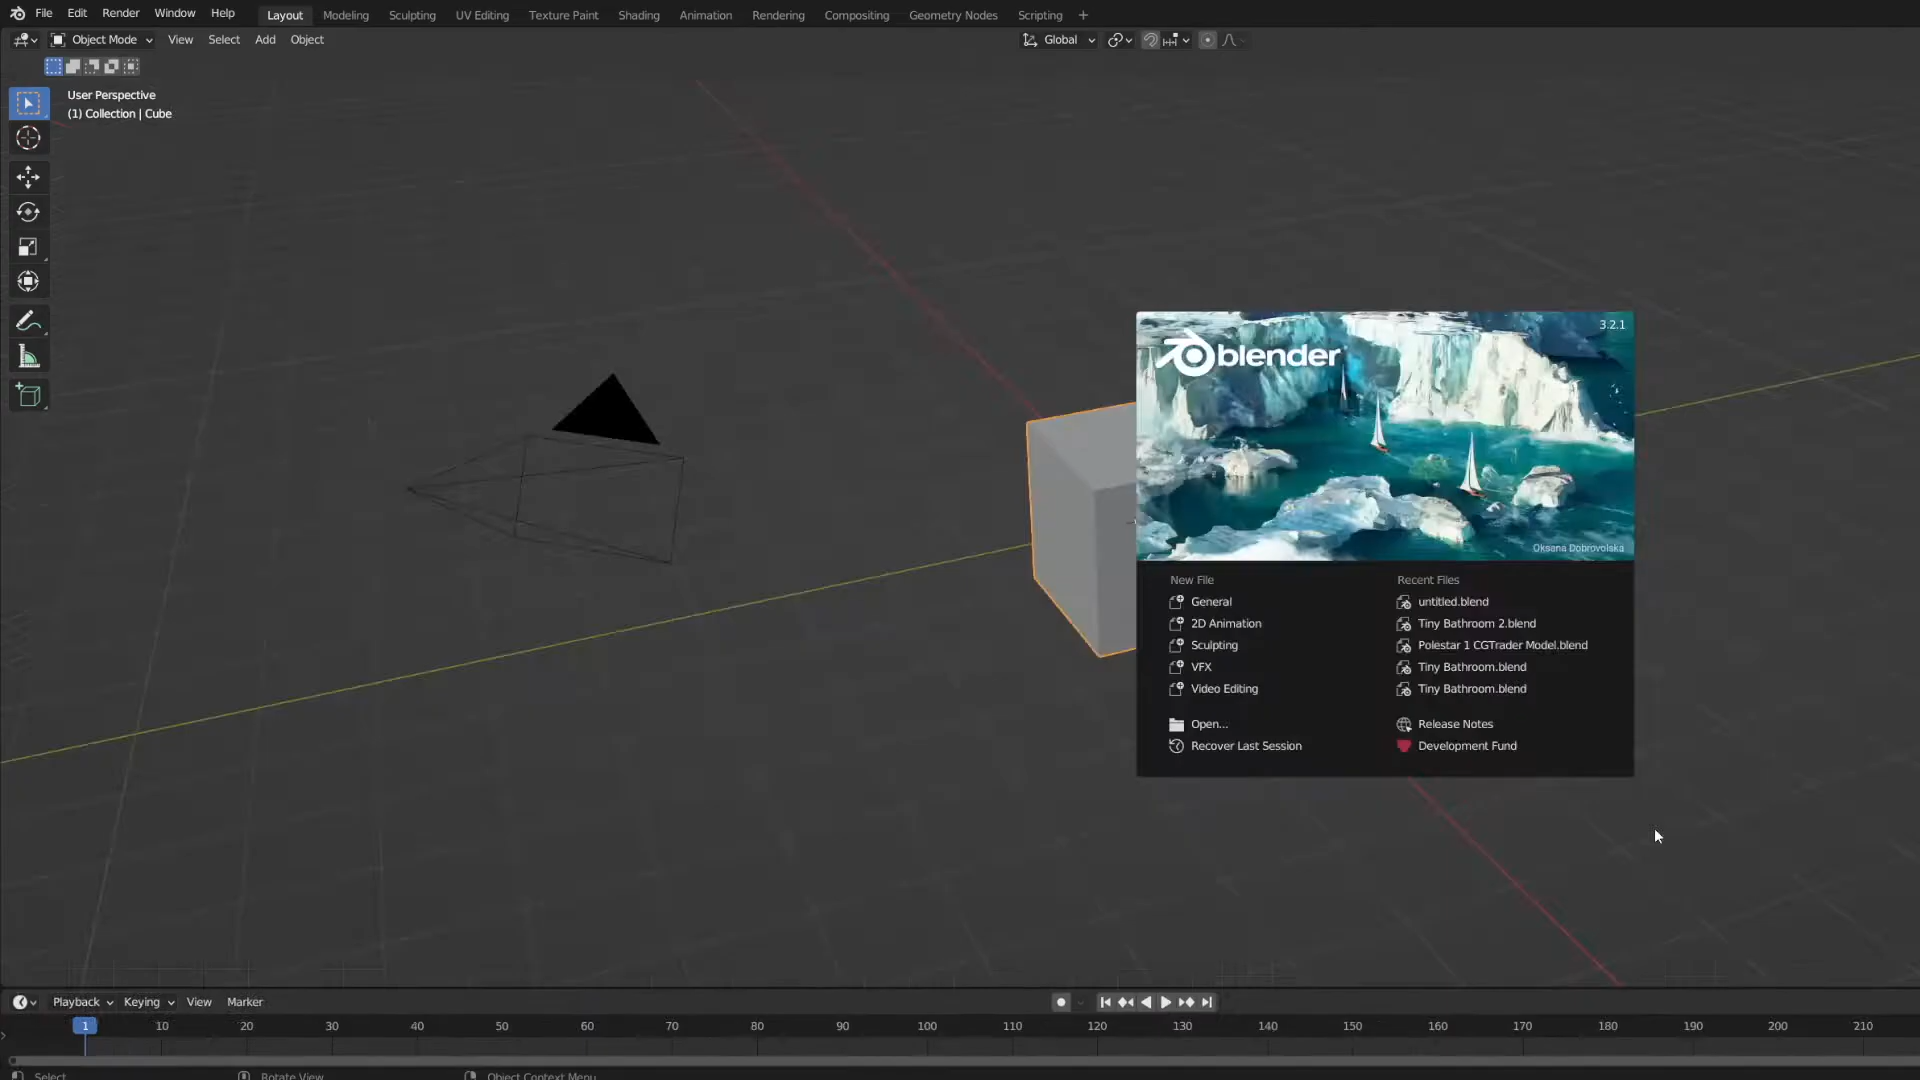 File Edit Render Window Help Layout Modeling Sculpting UV Editing Texture Paint Shading Animation Rendering Compositing Geometry Nodes Scripting +
Object Mode View Select Add Object Global
User Perspective
(1) Collection | Cube
blender
3.2.1
Oksana Dobrovolska
New File Recent Files
General untitled.blend
2D Animation Tiny Bathroom 2.blend
Sculpting Polestar 1 CGTrader Model.blend
VFX Tiny Bathroom.blend
Video Editing Tiny Bathroom.blend
Open... Release Notes
Recover Last Session Development Fund
Playback Keying View Marker
1 10 20 30 40 50 60 70 80 90 100 110 120 130 140 150 160 170 180 190 200 210
Select Rotate View Object Context Menu